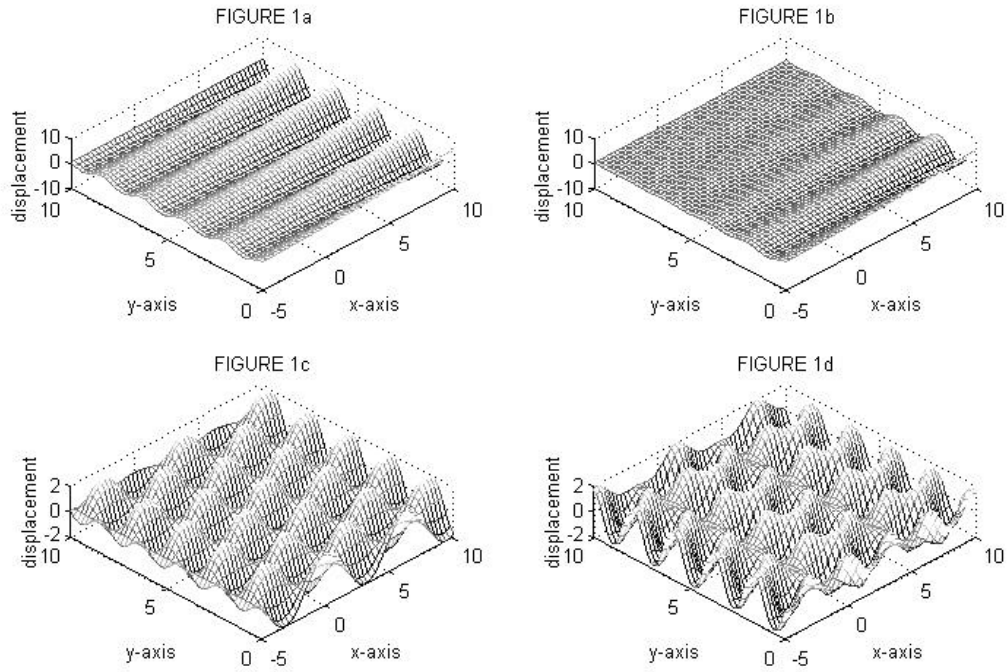 FIGURE 1a
FIGURE 1b
displacement
10
0
-10
10
5
0
y-axis
-5
0
5
10
x-axis
displacement
10
0
-10
10
5
0
y-axis
-5
0
5
10
x-axis
FIGURE 1c
FIGURE 1d
displacement
2
0
-2
10
5
0
y-axis
-5
0
5
10
x-axis
displacement
2
0
-2
10
5
0
y-axis
-5
0
5
10
x-axis